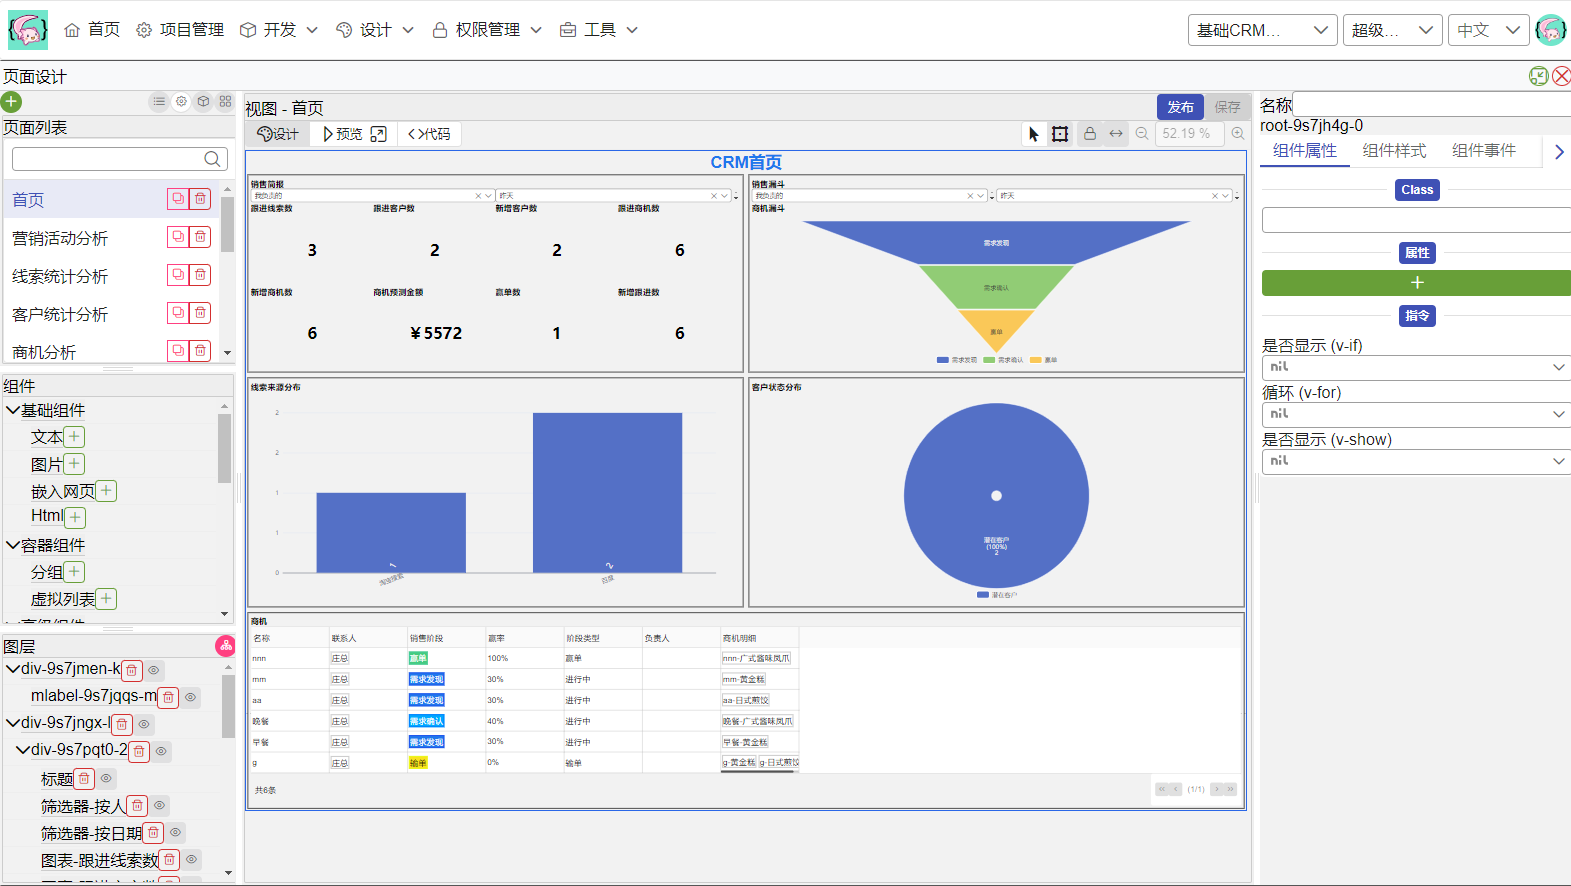 首页 项目管理 开发 设计 权限管理 工具 基础CRM... 超级... 中文
页面设计
页面列表
首页
营销活动分析
线索统计分析
客户统计分析
商机分析
组件
基础组件
文本
图片
嵌入网页
Html
容器组件
分组
虚拟列表
图层
div-9s7jmen-k
mlabel-9s7jqqs-m
div-9s7jngx-l
div-9s7pqt0-2
标题
筛选器-按人
筛选器-按日期
图表-跟进线索数
视图 - 首页 发布 保存
设计 预览 <>代码 52.19 %
CRM首页
销售简报
我负责的 昨天
跟进线索数 跟进客户数 新增客户数 跟进商机数
3 2 2 6
新增商机数 商机预测金额 赢单数 新增跟进数
6 ￥5572 1 6
销售漏斗
我负责的 昨天
商机漏斗
需求发现
需求确认
赢单
需求发现 需求确认 赢单
线索来源分布
2
2
1
1
0
1 2
淘宝搜索 百度
客户状态分布
潜在客户
(100%)
2
潜在客户
商机
名称 联系人 销售阶段 赢率 阶段类型 负责人 商机明细
nnn 庄总 赢单 100% 赢单 nnn-广式酱味凤爪
mm 庄总 需求发现 30% 进行中 mm-黄金糕
aa 庄总 需求发现 30% 进行中 aa-日式煎饺
晚餐 庄总 需求确认 40% 进行中 晚餐-广式酱味凤爪
早餐 庄总 需求发现 30% 进行中 早餐-黄金糕
g 庄总 输单 0% 输单 g-黄金糕 g-日式煎饺
共6条 (1/1)
名称
root-9s7jh4g-0
组件属性 组件样式 组件事件
Class
属性
指令
是否显示 (v-if)
nil
循环 (v-for)
nil
是否显示 (v-show)
nil